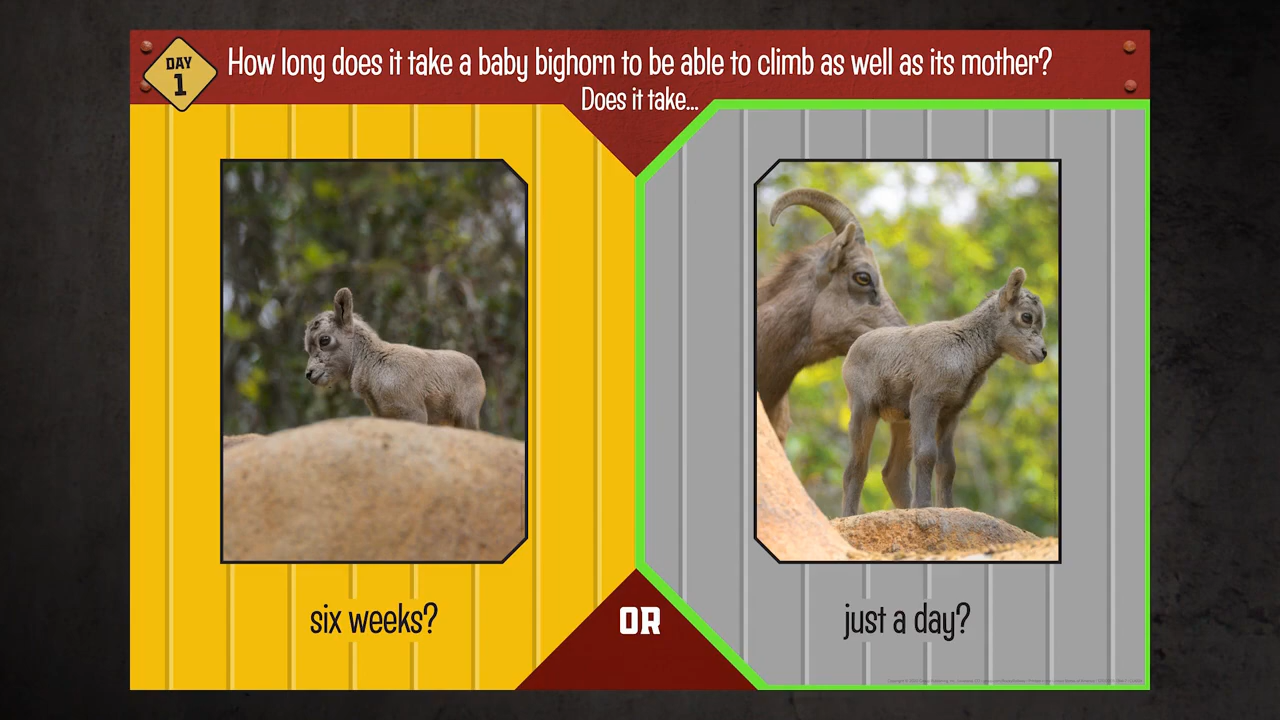 DAY
1
How long does it take a baby bighorn to be able to climb as well as its mother?
Does it take...
six weeks?
OR
just a day?